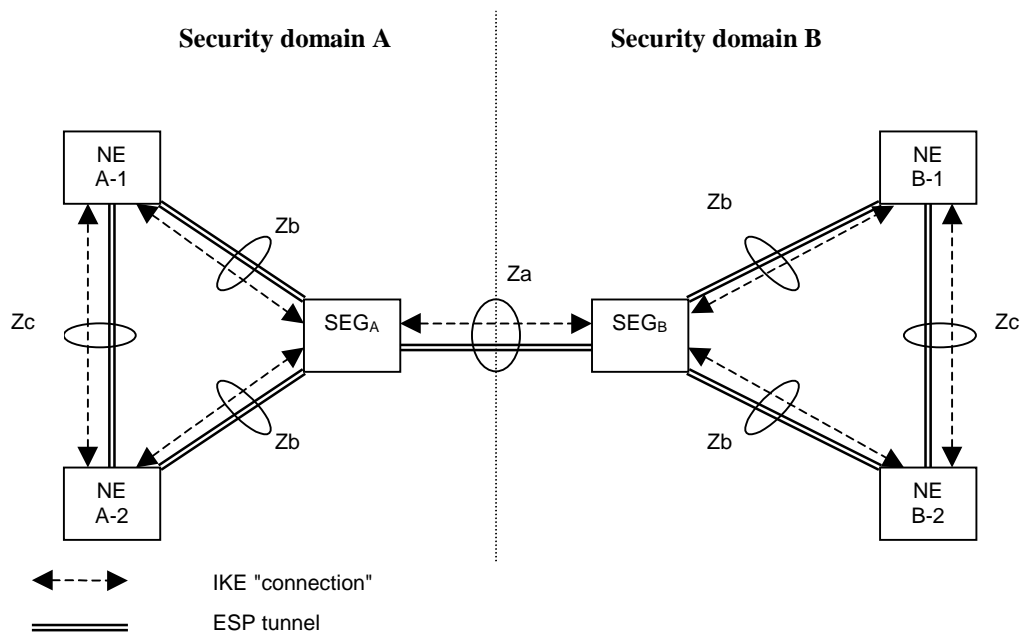 Security domain A
Security domain B
NE
A-1
NE
B-1
Zb
Zb
Za
Zc
SEGA
SEGB
Zc
Zb
Zb
NE
A-2
NE
B-2
IKE "connection"
ESP tunnel